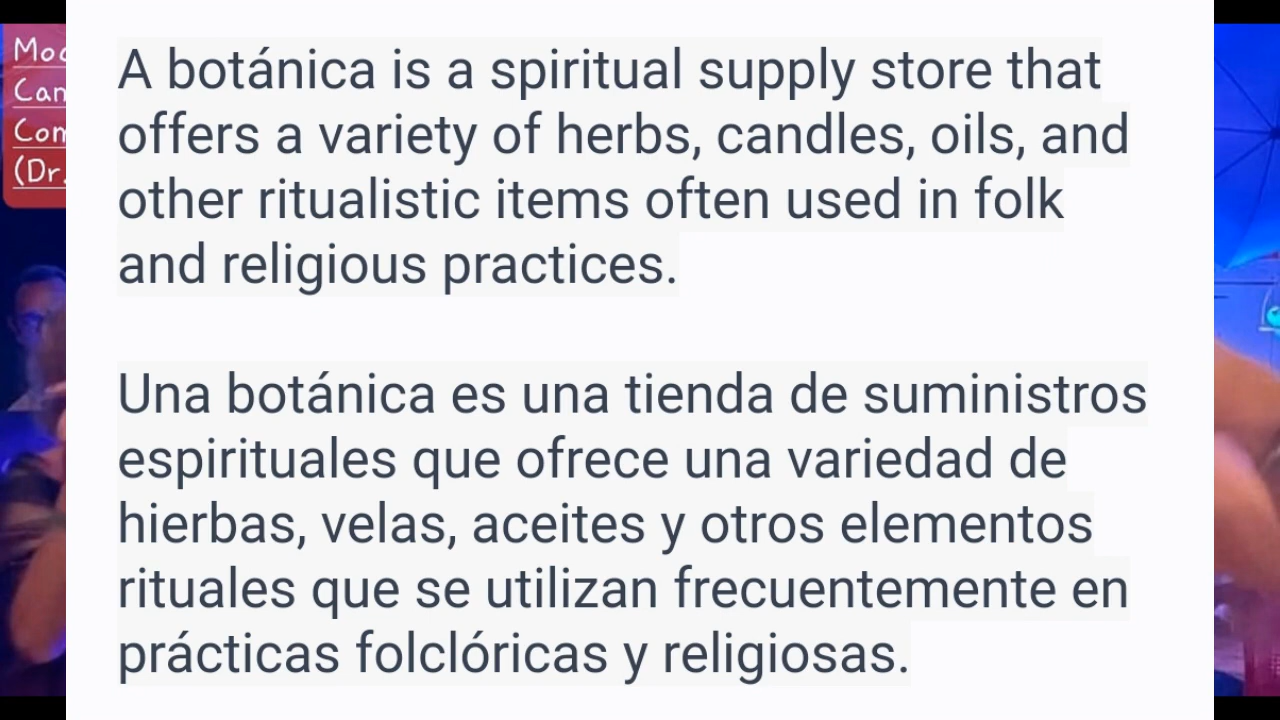 A botánica is a spiritual supply store that
offers a variety of herbs, candles, oils, and
other ritualistic items often used in folk
and religious practices.
Una botánica es una tienda de suministros
espirituales que ofrece una variedad de
hierbas, velas, aceites y otros elementos
rituales que se utilizan frecuentemente en
prácticas folclóricas y religiosas.
(Dr.